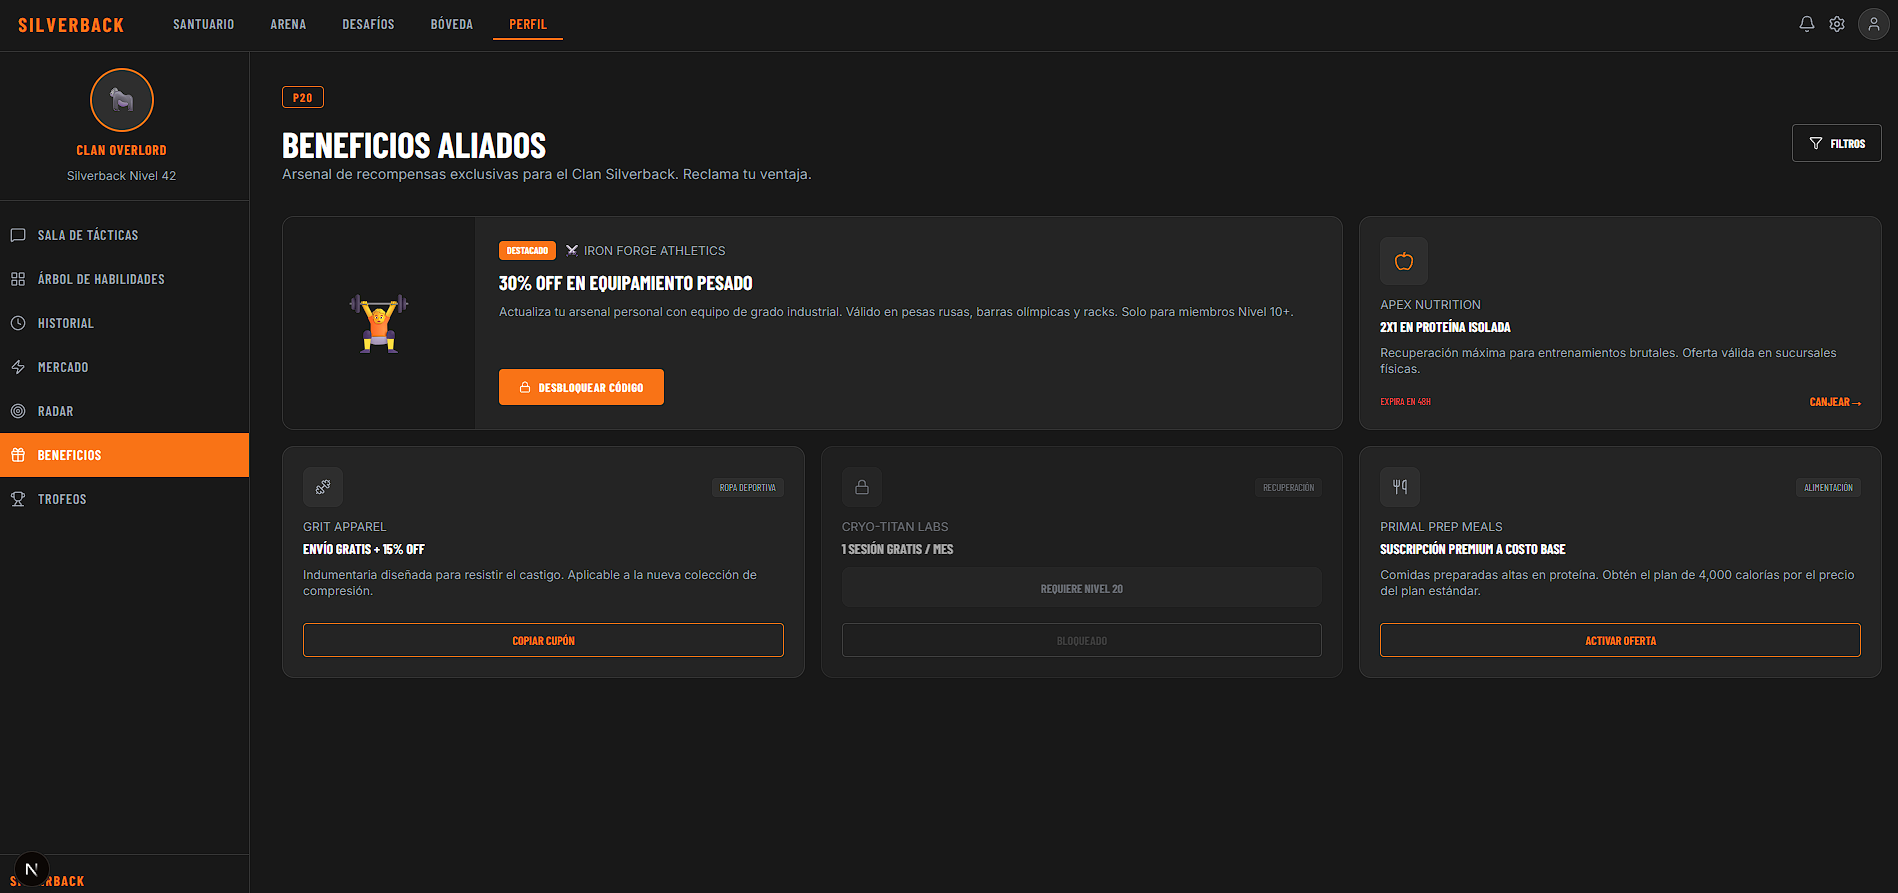 SILVERBACK
SANTUARIO
ARENA
DESAFÍOS
BÓVEDA
PERFIL
CLAN OVERLORD
Silverback Nivel 42
SALA DE TÁCTICAS
ÁRBOL DE HABILIDADES
HISTORIAL
MERCADO
RADAR
BENEFICIOS
TROFEOS
N
P20
BENEFICIOS ALIADOS
Arsenal de recompensas exclusivas para el Clan Silverback. Reclama tu ventaja.
FILTROS
DESTACADO
IRON FORGE ATHLETICS
30% OFF EN EQUIPAMIENTO PESADO
Actualiza tu arsenal personal con equipo de grado industrial. Válido en pesas rusas, barras olímpicas y racks. Solo para miembros Nivel 10+.
DESBLOQUEAR CÓDIGO
APEX NUTRITION
2X1 EN PROTEÍNA ISOLADA
Recuperación máxima para entrenamientos brutales. Oferta válida en sucursales
físicas.
EXPIRA EN 48H
CANJEAR →
ROPA DEPORTIVA
GRIT APPAREL
ENVÍO GRATIS + 15% OFF
Indumentaria diseñada para resistir el castigo. Aplicable a la nueva colección de
compresión.
COPIAR CUPÓN
RECUPERACIÓN
CRYO-TITAN LABS
1 SESIÓN GRATIS / MES
REQUIERE NIVEL 20
BLOQUEADO
ALIMENTACIÓN
PRIMAL PREP MEALS
SUSCRIPCIÓN PREMIUM A COSTO BASE
Comidas preparadas altas en proteína. Obtén el plan de 4,000 calorías por el precio
del plan estándar.
ACTIVAR OFERTA